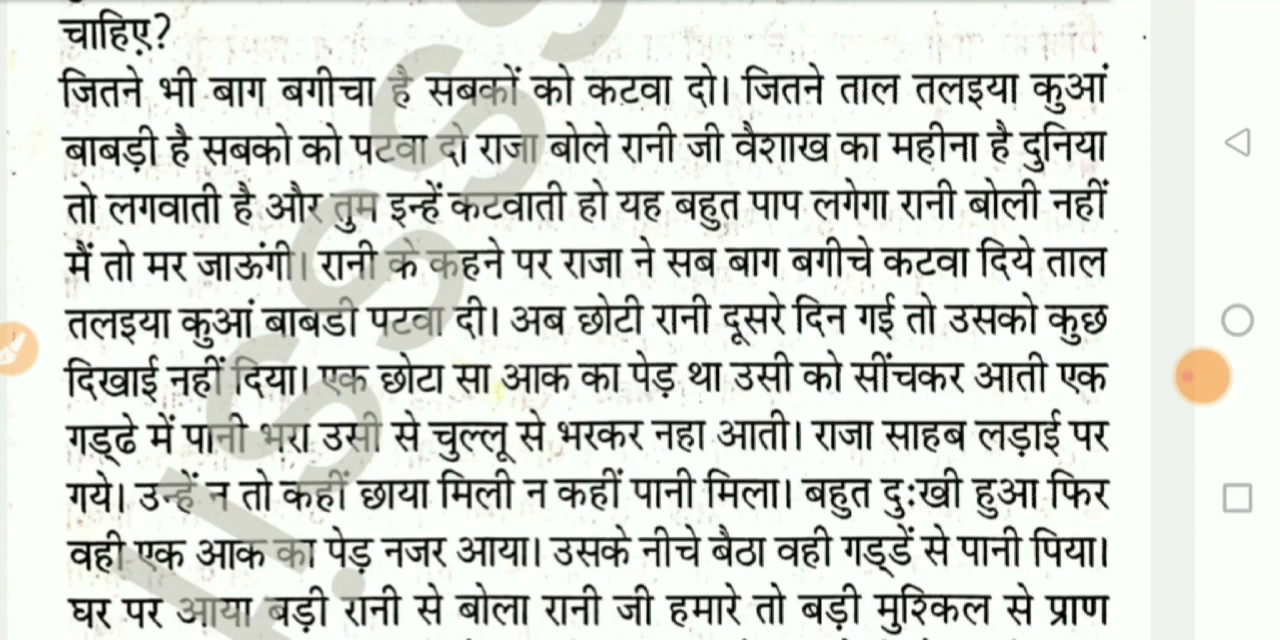 चाहिए?
जितने भी बाग बगीचा है सबकों को कटवा दो। जितने ताल तलइया कुआं
बाबड़ी है सबको को पटवा दो राजा बोले रानी जी वैशाख का महीना है दुनिया
तो लगवाती है और तुम इन्हें कटवाती हो यह बहुत पाप लगेगा रानी बोली नहीं
मैं तो मर जाऊंगी। रानी के कहने पर राजा ने सब बाग बगीचे कटवा दिये ताल
तलइया कुआं बाबडी पटवा दी। अब छोटी रानी दूसरे दिन गई तो उसको कुछ
दिखाई नहीं दिया। एक छोटा सा आक का पेड़ था उसी को सींचकर आती एक
गड्ढे में पानी भरा उसी से चुल्लू से भरकर नहा आती। राजा साहब लड़ाई पर
गये। उन्हें न तो कहीं छाया मिली न कहीं पानी मिला। बहुत दुःखी हुआ फिर
वही एक आक का पेड़ नजर आया। उसके नीचे बैठा वही गड्डें से पानी पिया।
घर पर आया बड़ी रानी से बोला रानी जी हमारे तो बड़ी मुश्किल से प्राण